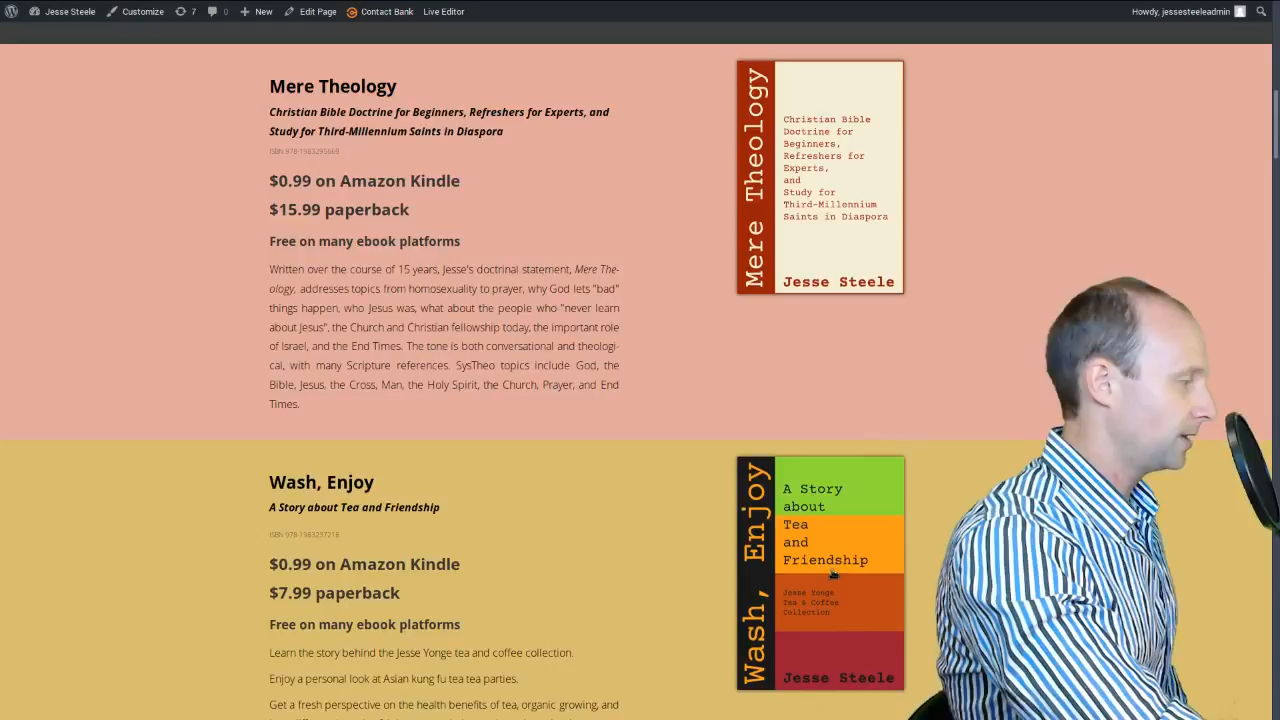 Jesse Steele Customize 7 0 New Edit Page Contact Bank Live Editor Howdy, jessesteeleadmin
Mere Theology
Christian Bible Doctrine for Beginners, Refreshers for Experts, and
Study for Third-Millennium Saints in Diaspora
ISBN 978-1983295669
$0.99 on Amazon Kindle
$15.99 paperback
Free on many ebook platforms
Written over the course of 15 years, Jesse's doctrinal statement, Mere The-
ology, addresses topics from homosexuality to prayer, why God lets "bad"
things happen, who Jesus was, what about the people who "never learn
about Jesus", the Church and Christian fellowship today, the important role
of Israel, and the End Times. The tone is both conversational and theologi-
cal, with many Scripture references. SysTheo topics include God, the
Bible, Jesus, the Cross, Man, the Holy Spirit, the Church, Prayer, and End
Times.
Mere Theology
Christian Bible
Doctrine for
Beginners,
Refreshers for
Experts,
and
Study for
Third-Millennium
Saints in Diaspora
Jesse Steele
Wash, Enjoy
A Story about Tea and Friendship
ISBN 978-1983237218
$0.99 on Amazon Kindle
$7.99 paperback
Free on many ebook platforms
Learn the story behind the Jesse Yonge tea and coffee collection.
Enjoy a personal look at Asian kung fu tea tea parties.
Get a fresh perspective on the health benefits of tea, organic growing, and
Wash, Enjoy
A Story
about
Tea
and
Friendship
Jesse Yonge
Tea & Coffee
Collection
Jesse Steele